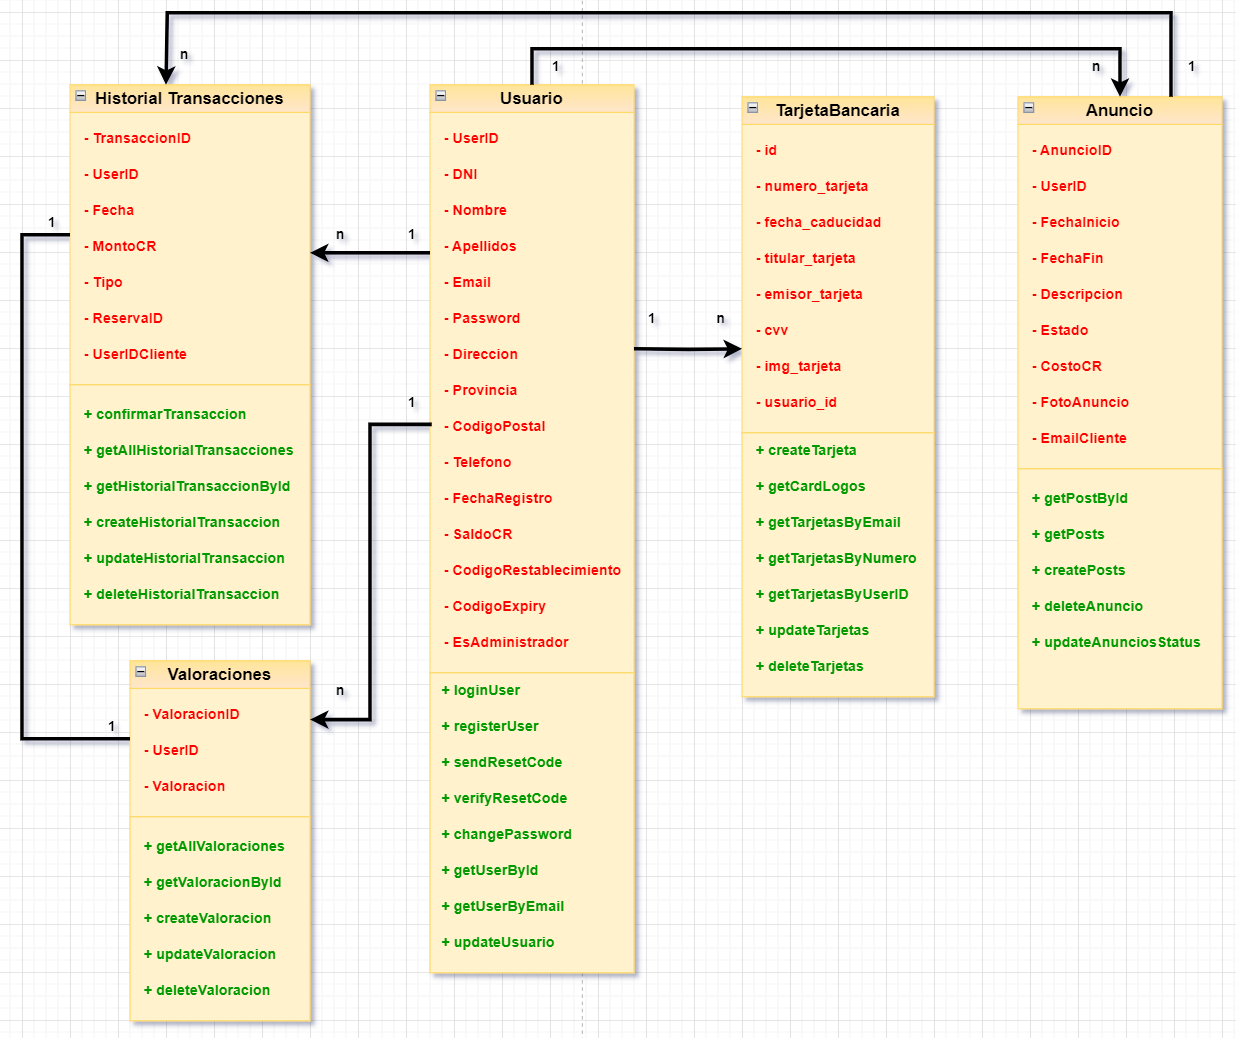 n
1
n
1
Historial Transacciones
- TransaccionID
- UserID
- Fecha
- MontoCR
- Tipo
- ReservaID
- UserIDCliente
+ confirmarTransaccion
+ getAllHistorialTransacciones
+ getHistorialTransaccionById
+ createHistorialTransaccion
+ updateHistorialTransaccion
+ deleteHistorialTransaccion
1
n
1
Usuario
- UserID
- DNI
- Nombre
- Apellidos
- Email
- Password
- Direccion
- Provincia
- CodigoPostal
- Telefono
- FechaRegistro
- SaldoCR
- CodigoRestablecimiento
- CodigoExpiry
- EsAdministrador
+ loginUser
+ registerUser
+ sendResetCode
+ verifyResetCode
+ changePassword
+ getUserById
+ getUserByEmail
+ updateUsuario
1
n
TarjetaBancaria
- id
- numero_tarjeta
- fecha_caducidad
- titular_tarjeta
- emisor_tarjeta
- cvv
- img_tarjeta
- usuario_id
+ createTarjeta
+ getCardLogos
+ getTarjetasByEmail
+ getTarjetasByNumero
+ getTarjetasByUserID
+ updateTarjetas
+ deleteTarjetas
Anuncio
- AnuncioID
- UserID
- FechaInicio
- FechaFin
- Descripcion
- Estado
- CostoCR
- FotoAnuncio
- EmailCliente
+ getPostById
+ getPosts
+ createPosts
+ deleteAnuncio
+ updateAnunciosStatus
1
n
1
Valoraciones
- ValoracionID
- UserID
- Valoracion
+ getAllValoraciones
+ getValoracionById
+ createValoracion
+ updateValoracion
+ deleteValoracion